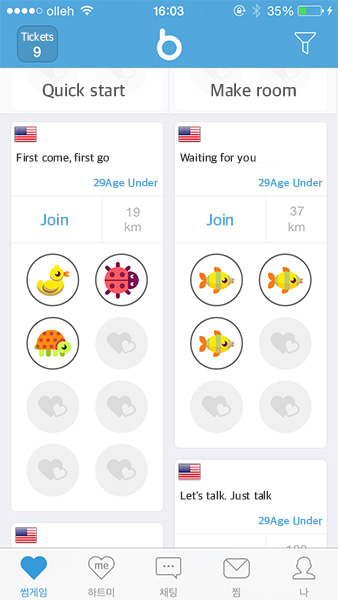 olleh 16:03 35%
Tickets
9
b
Quick start
Make room
First come, first go
29Age Under
Join
19
km
Waiting for you
29Age Under
Join
37
km
Let's talk. Just talk
29Age Under
me
썸게임
하트미
채팅
찜
나